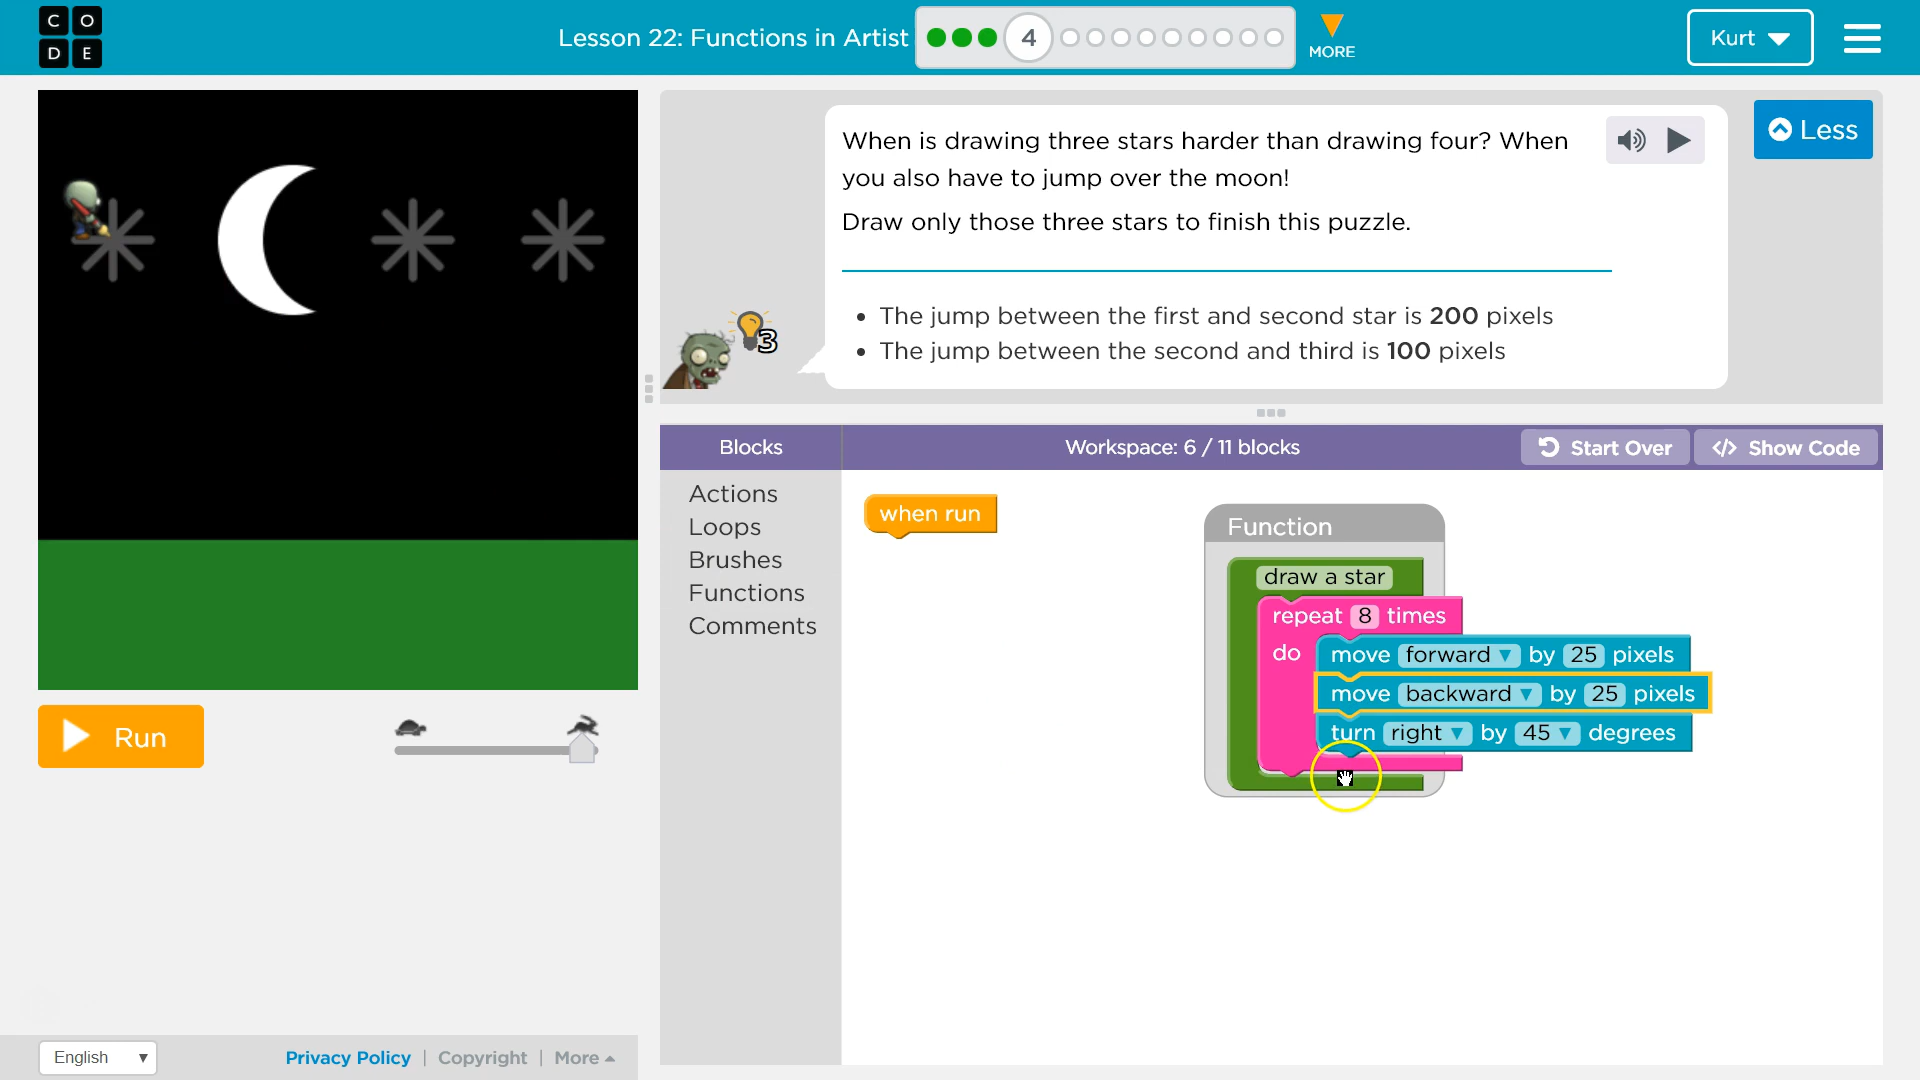 C O
D E
Lesson 22: Functions in Artist
4
MORE
Kurt
When is drawing three stars harder than drawing four? When
you also have to jump over the moon!
Draw only those three stars to finish this puzzle.
• The jump between the first and second star is 200 pixels
• The jump between the second and third is 100 pixels
3
Less
Blocks
Workspace: 6 / 11 blocks
Start Over
</> Show Code
Actions
Loops
Brushes
Functions
Comments
when run
Function
draw a star
repeat 8 times
do
move forward ▼ by 25 pixels
move backward ▼ by 25 pixels
turn right ▼ by 45 ▼ degrees
Run
English ▼
Privacy Policy | Copyright | More